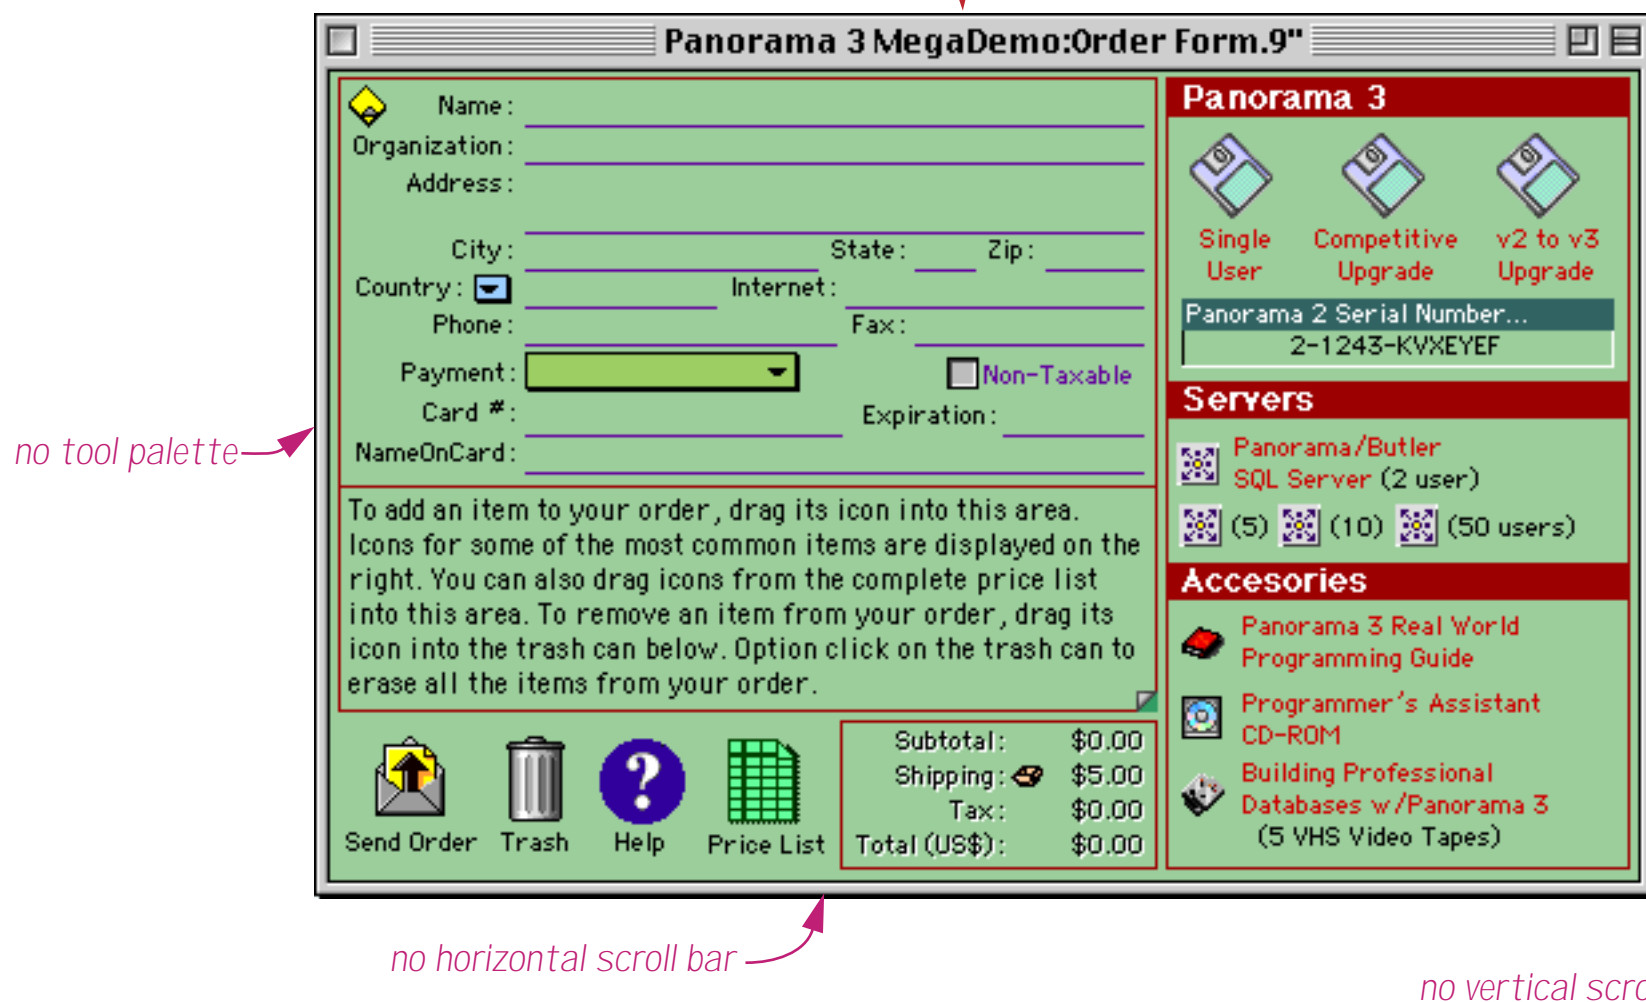 Panorama 3 MegaDemo:Order Form.9"
Name:
Organization:
Address:
City: State: Zip:
Country: Internet:
Phone: Fax:
Payment: Non-Taxable
Card #: Expiration:
NameOnCard:
To add an item to your order, drag its icon into this area.
Icons for some of the most common items are displayed on the
right. You can also drag icons from the complete price list
into this area. To remove an item from your order, drag its
icon into the trash can below. Option click on the trash can to
erase all the items from your order.
Send Order Trash Help Price List
Subtotal: $0.00
Shipping: $5.00
Tax: $0.00
Total (US$): $0.00
Panorama 3
Single User
Competitive Upgrade
v2 to v3 Upgrade
Panorama 2 Serial Number...
2-1243-KVXEYEF
Servers
Panorama/Butler
SQL Server (2 user)
(5) (10) (50 users)
Accesories
Panorama 3 Real World
Programming Guide
Programmer's Assistant
CD-ROM
Building Professional
Databases w/Panorama 3
(5 VHS Video Tapes)
no tool palette
no horizontal scroll bar
no vertical scro